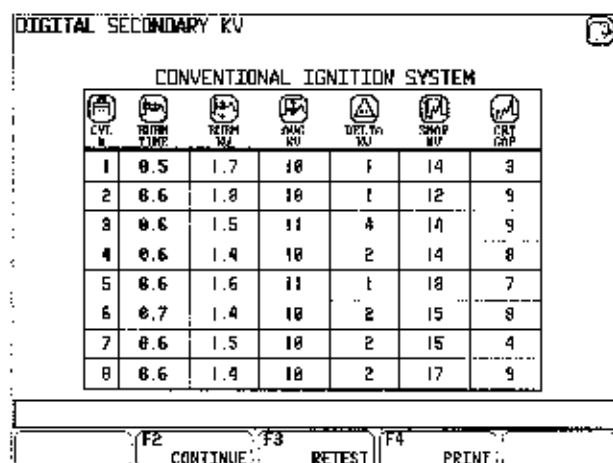 DIGITAL SECONDARY KV
CONVENTIONAL IGNITION SYSTEM
CYL BURN TIME BURN KV AVG KV DELTA KV SNAP KV CKT GAP
1 0.5 1.7 10 1 14 3
2 0.6 1.8 10 1 12 9
3 0.6 1.5 11 4 14 9
4 0.6 1.4 10 2 14 8
5 0.6 1.6 11 1 18 7
6 0.7 1.4 10 2 15 8
7 0.6 1.5 10 2 15 4
8 0.6 1.4 10 2 17 9
F2 CONTINUE F3 RETEST F4 PRINT